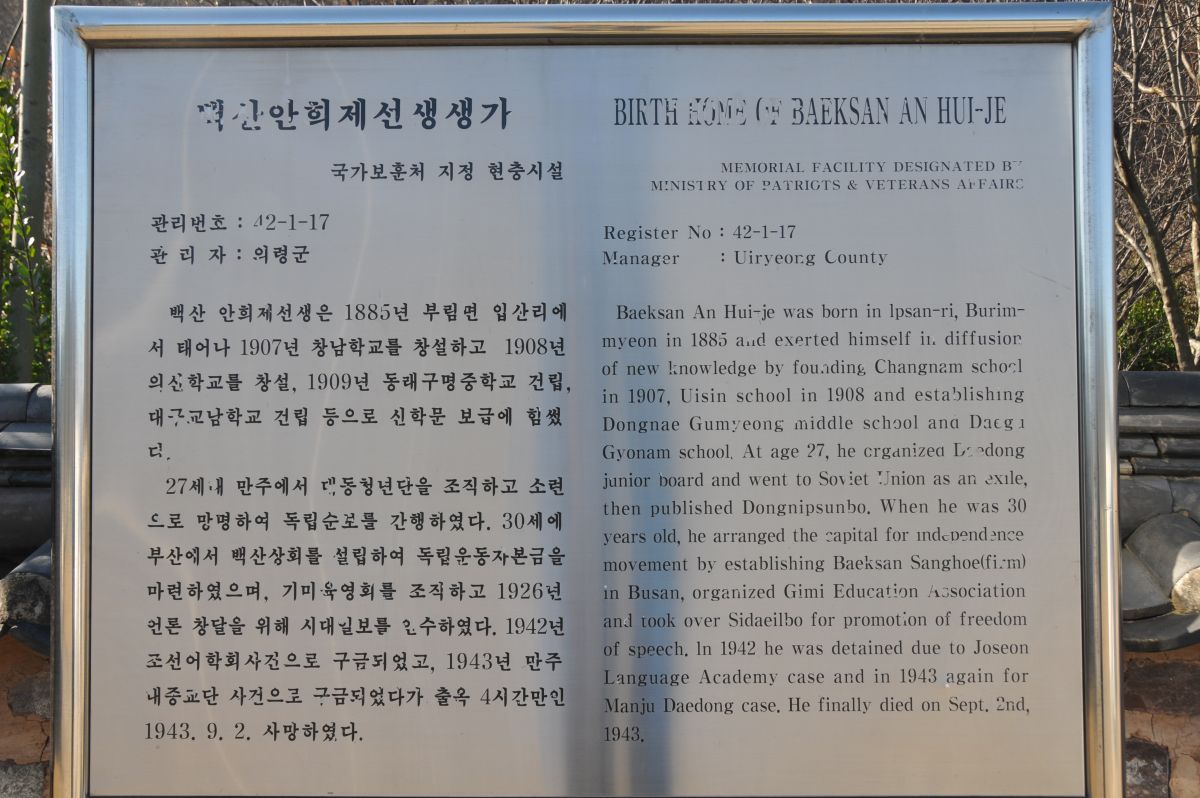 백산안희제선생생가
국가보훈처 지정 현충시설
관리번호 : 42-1-17
관 리 자 : 의령군
백산 안희제선생은 1885년 부림면 입산리에
서 태어나 1907년 창남학교를 창설하고 1908년
의신학교를 창설, 1909년 동래구명중학교 건립,
대구교남학교 건립 등으로 신학문 보급에 힘썼
다.
27세때 만주에서 대동청년단을 조직하고 소련
으로 망명하여 독립순보를 간행하였다. 30세에
부산에서 백산상회를 설립하여 독립운동자본금을
마련하였으며, 기미육영회를 조직하고 1926년
언론 창달을 위해 시대일보를 인수하였다. 1942년
조선어학회사건으로 구금되었고, 1943년 만주
대종교단 사건으로 구금되었다가 출옥 4시간만인
1943. 9. 2. 사망하였다.
BIRTH HOME OF BAEKSAN AN HUI-JE
MEMORIAL FACILITY DESIGNATED BY
MINISTRY OF PATRIOTS & VETERANS AFFAIRS
Register No : 42-1-17
Manager : Uiryeong County
Baeksan An Hui-je was born in Ipsan-ri, Burim-
myeon in 1885 and exerted himself in diffusion
of new knowledge by founding Changnam school
in 1907, Uisin school in 1908 and establishing
Dongnae Gumyeong middle school and Daegu
Gyonam school. At age 27, he organized Daedong
junior board and went to Soviet Union as an exile,
then published Dongnipsunbo. When he was 30
years old, he arranged the capital for independence
movement by establishing Baeksan Sanghoe(firm)
in Busan, organized Gimi Education Association
and took over Sidaeilbo for promotion of freedom
of speech. In 1942 he was detained due to Joseon
Language Academy case and in 1943 again for
Manju Daedong case. He finally died on Sept. 2nd,
1943.